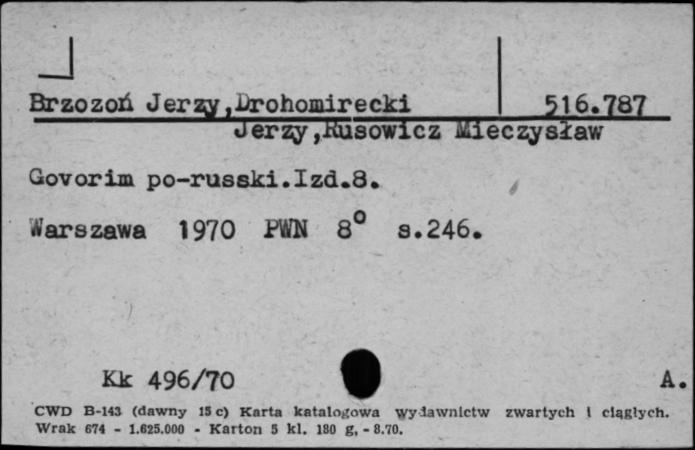 Brzozoń Jerzy,Drohomirecki 516.787
Jerzy,Rusowicz Mieczysław
Govorim po-russki.Izd.8.
Warszawa 1970 PWN 8° s.246.
Kk 496/70 A.
CWD B-143 (dawny 15 c) Karta katalogowa wydawnictw zwartych i ciągłych.
Wrak 674 - 1.625.000 - Karton 5 kl. 180 g, - 8.70.